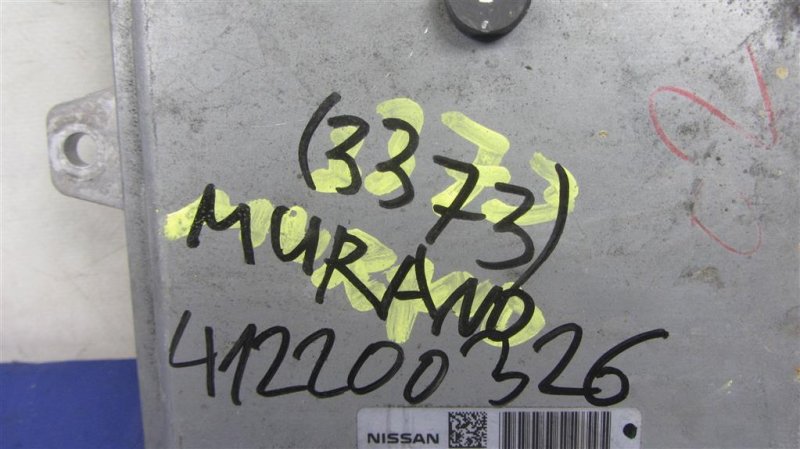 (3373)
MURANO
412200326
NISSAN